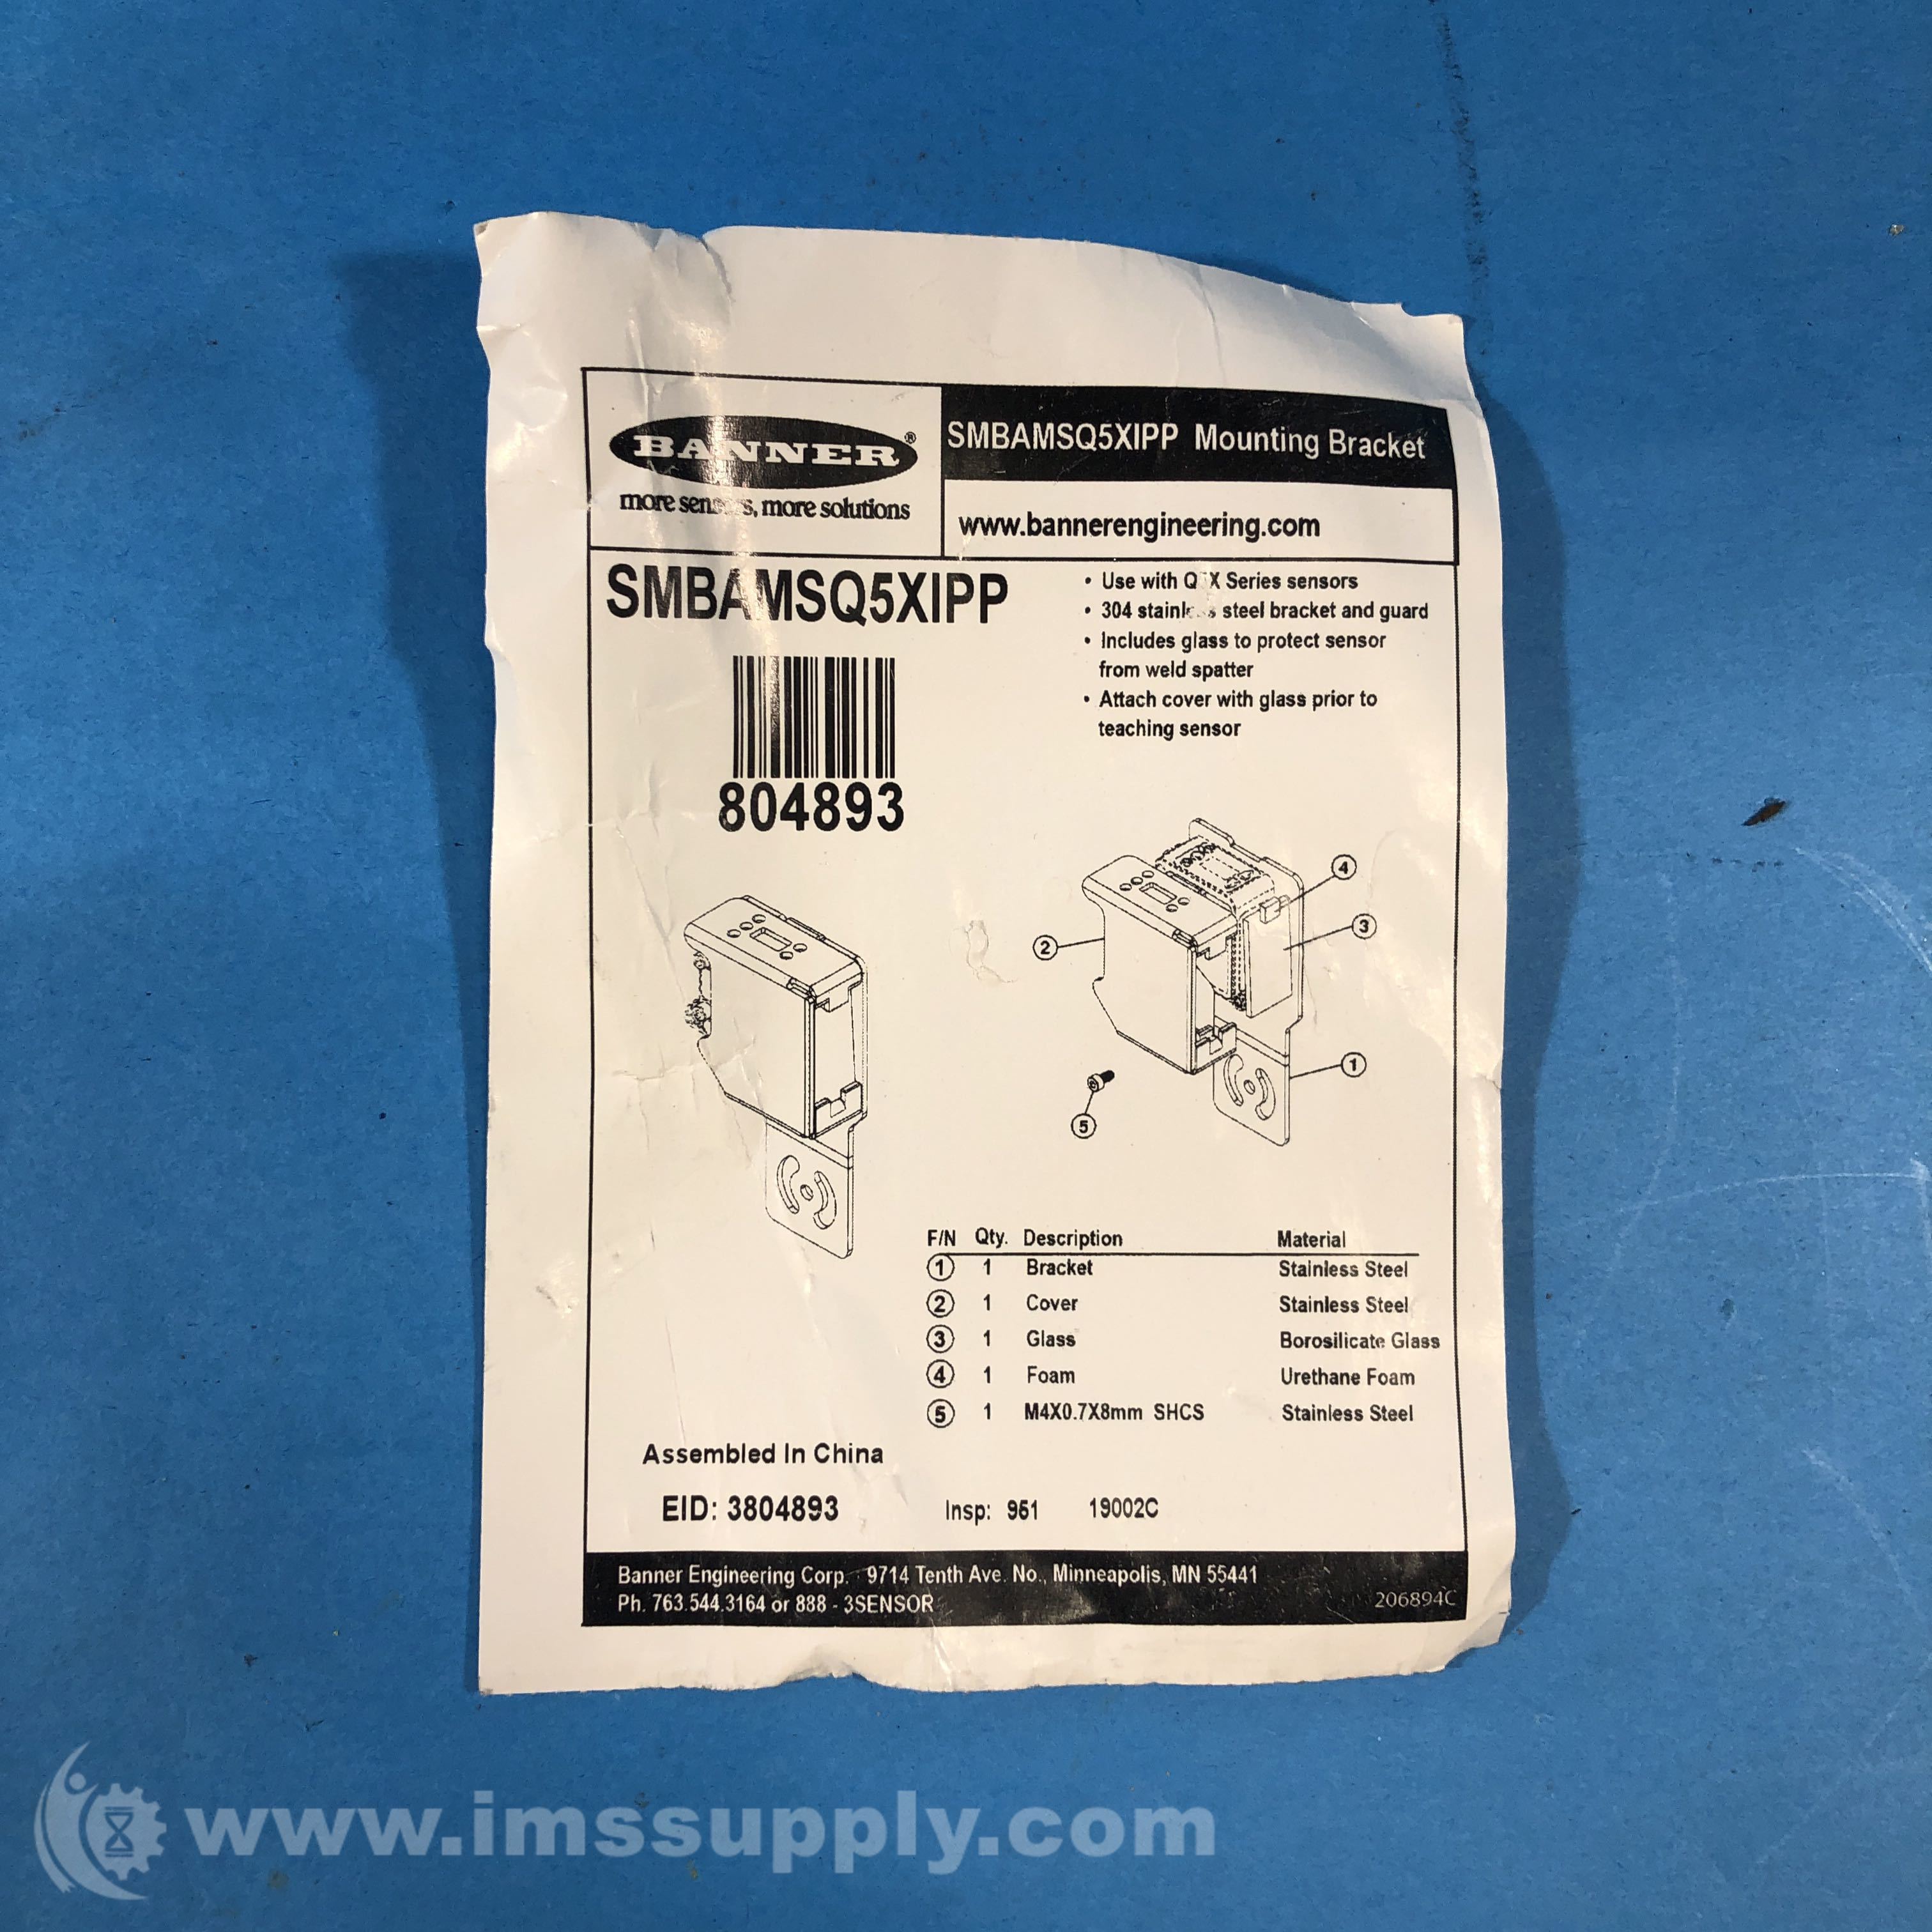 BANNER®
more sensors, more solutions
SMBAMSQ5XIPP Mounting Bracket
www.bannerengineering.com
SMBAMSQ5XIPP
804893
• Use with Q5X Series sensors
• 304 stainless steel bracket and guard
• Includes glass to protect sensor
from weld spatter
• Attach cover with glass prior to
teaching sensor
4
3
2
1
5
F/N Qty. Description Material
1 1 Bracket Stainless Steel
2 1 Cover Stainless Steel
3 1 Glass Borosilicate Glass
4 1 Foam Urethane Foam
5 1 M4X0.7X8mm SHCS Stainless Steel
Assembled In China
EID: 3804893 Insp: 961 19002C
Banner Engineering Corp. · 9714 Tenth Ave. No., Minneapolis, MN 55441
Ph. 763.544.3164 or 888 - 3SENSOR
206894C
www.imssupply.com